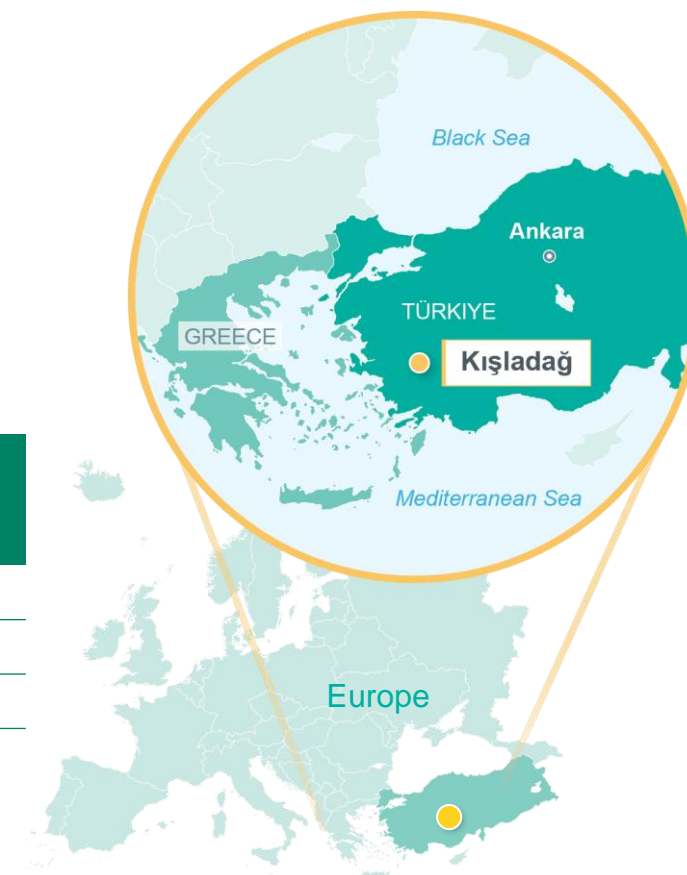 Black Sea
Ankara
TÜRKIYE
GREECE
Kışladağ
Mediterranean Sea
Europe